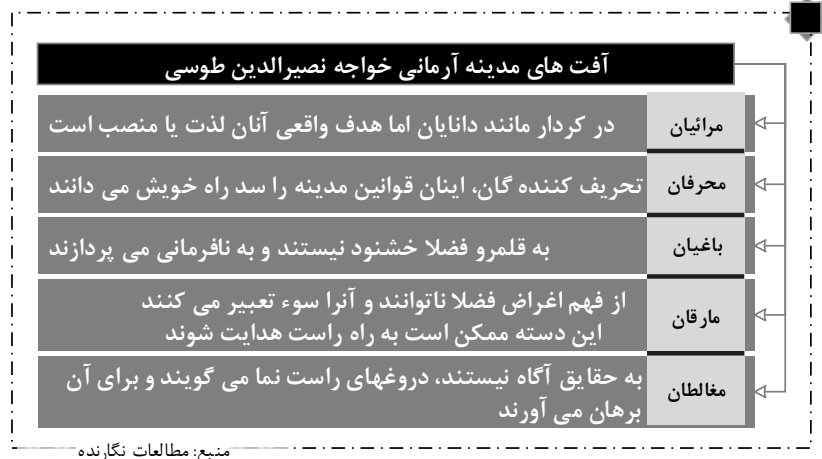 آفت های مدینه آرمانی خواجه نصیرالدین طوسی
مرائیان
در کردار مانند دانایان اما هدف واقعی آنان لذت یا منصب است
محرفان
تحریف کننده گان، اینان قوانین مدینه را سد راه خویش می دانند
باغیان
به قلمرو فضلا خشنود نیستند و به نافرمانی می پردازند
مارقان
از فهم اغراض فضلا ناتوانند و آنرا سوء تعبیر می کنند
این دسته ممکن است به راه راست هدایت شوند
مغالطان
به حقایق آگاه نیستند، دروغهای راست نما می گویند و برای آن
برهان می آورند
منبع: مطالعات نگارنده